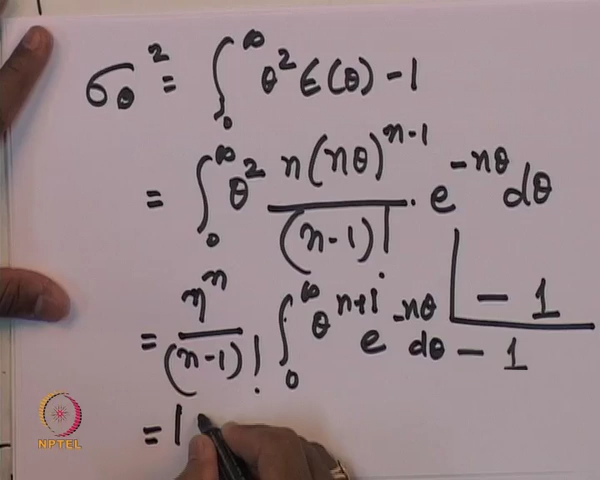 σθ² = ∫₀^∞ θ² E(θ) - 1
= ∫₀^∞ θ² n(nθ)^(n-1) / (n-1)! · e^(-nθ) dθ - 1
= n^n / (n-1)! ∫₀^∞ θ^(n+1) e^(-nθ) dθ - 1
= 1
NPTEL